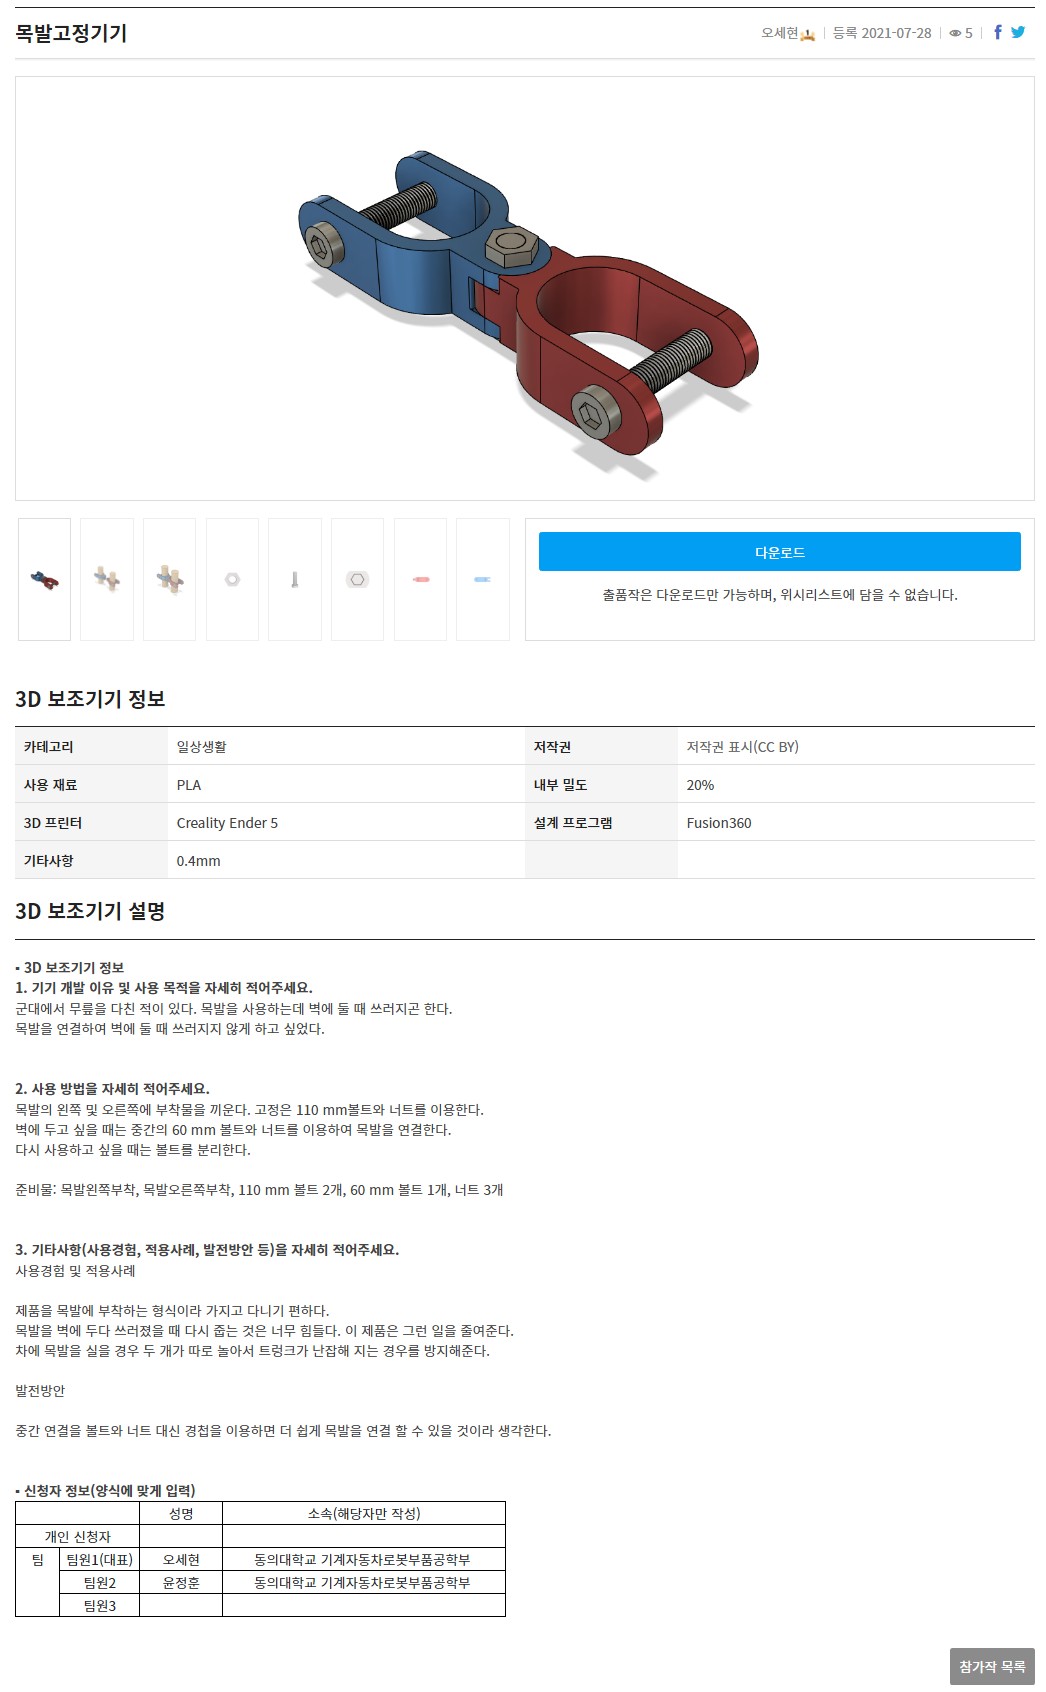 목발고정기기
오세현 등록 2021-07-28 5
다운로드
출품작은 다운로드만 가능하며, 위시리스트에 담을 수 없습니다.
3D 보조기기 정보
카테고리 일상생활 저작권 저작권 표시(CC BY)
사용 재료 PLA 내부 밀도 20%
3D 프린터 Creality Ender 5 설계 프로그램 Fusion360
기타사항 0.4mm
3D 보조기기 설명
▪ 3D 보조기기 정보
1. 기기 개발 이유 및 사용 목적을 자세히 적어주세요.
군대에서 무릎을 다친 적이 있다. 목발을 사용하는데 벽에 둘 때 쓰러지곤 한다.
목발을 연결하여 벽에 둘 때 쓰러지지 않게 하고 싶었다.
2. 사용 방법을 자세히 적어주세요.
목발의 왼쪽 및 오른쪽에 부착물을 끼운다. 고정은 110 mm볼트와 너트를 이용한다.
벽에 두고 싶을 때는 중간의 60 mm 볼트와 너트를 이용하여 목발을 연결한다.
다시 사용하고 싶을 때는 볼트를 분리한다.
준비물: 목발왼쪽부착, 목발오른쪽부착, 110 mm 볼트 2개, 60 mm 볼트 1개, 너트 3개
3. 기타사항(사용경험, 적용사례, 발전방안 등)을 자세히 적어주세요.
사용경험 및 적용사례
제품을 목발에 부착하는 형식이라 가지고 다니기 편하다.
목발을 벽에 두다 쓰러졌을 때 다시 줍는 것은 너무 힘들다. 이 제품은 그런 일을 줄여준다.
차에 목발을 실을 경우 두 개가 따로 놀아서 트렁크가 난잡해 지는 경우를 방지해준다.
발전방안
중간 연결을 볼트와 너트 대신 경첩을 이용하면 더 쉽게 목발을 연결 할 수 있을 것이라 생각한다.
▪ 신청자 정보(양식에 맞게 입력)
성명 소속(해당자만 작성)
개인 신청자
팀 팀원1(대표) 오세현 동의대학교 기계자동차로봇부품공학부
팀원2 윤정훈 동의대학교 기계자동차로봇부품공학부
팀원3
참가작 목록